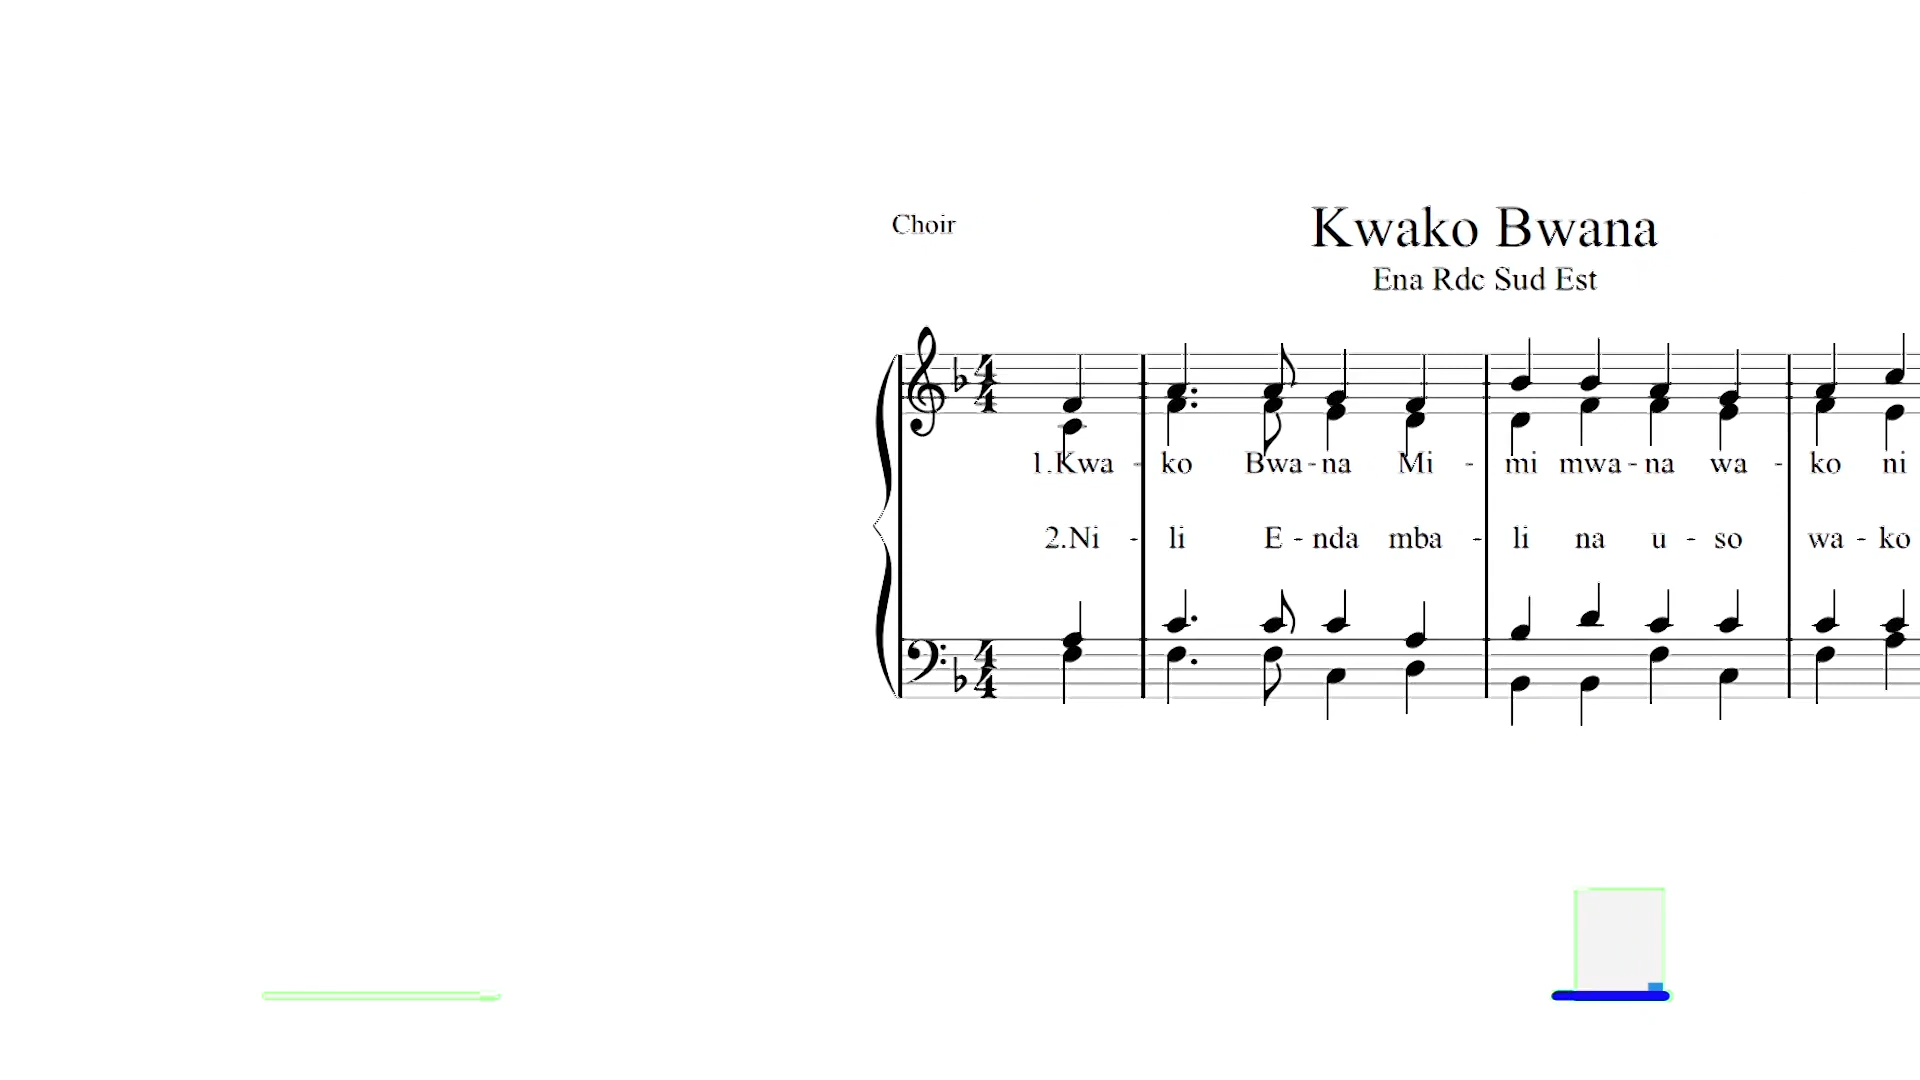 Choir
Kwako Bwana
Ena Rdc Sud Est
1.Kwa - ko Bwa - na Mi - mi mwa - na wa - ko ni
2.Ni - li E - nda mba - li na u - so wa - ko